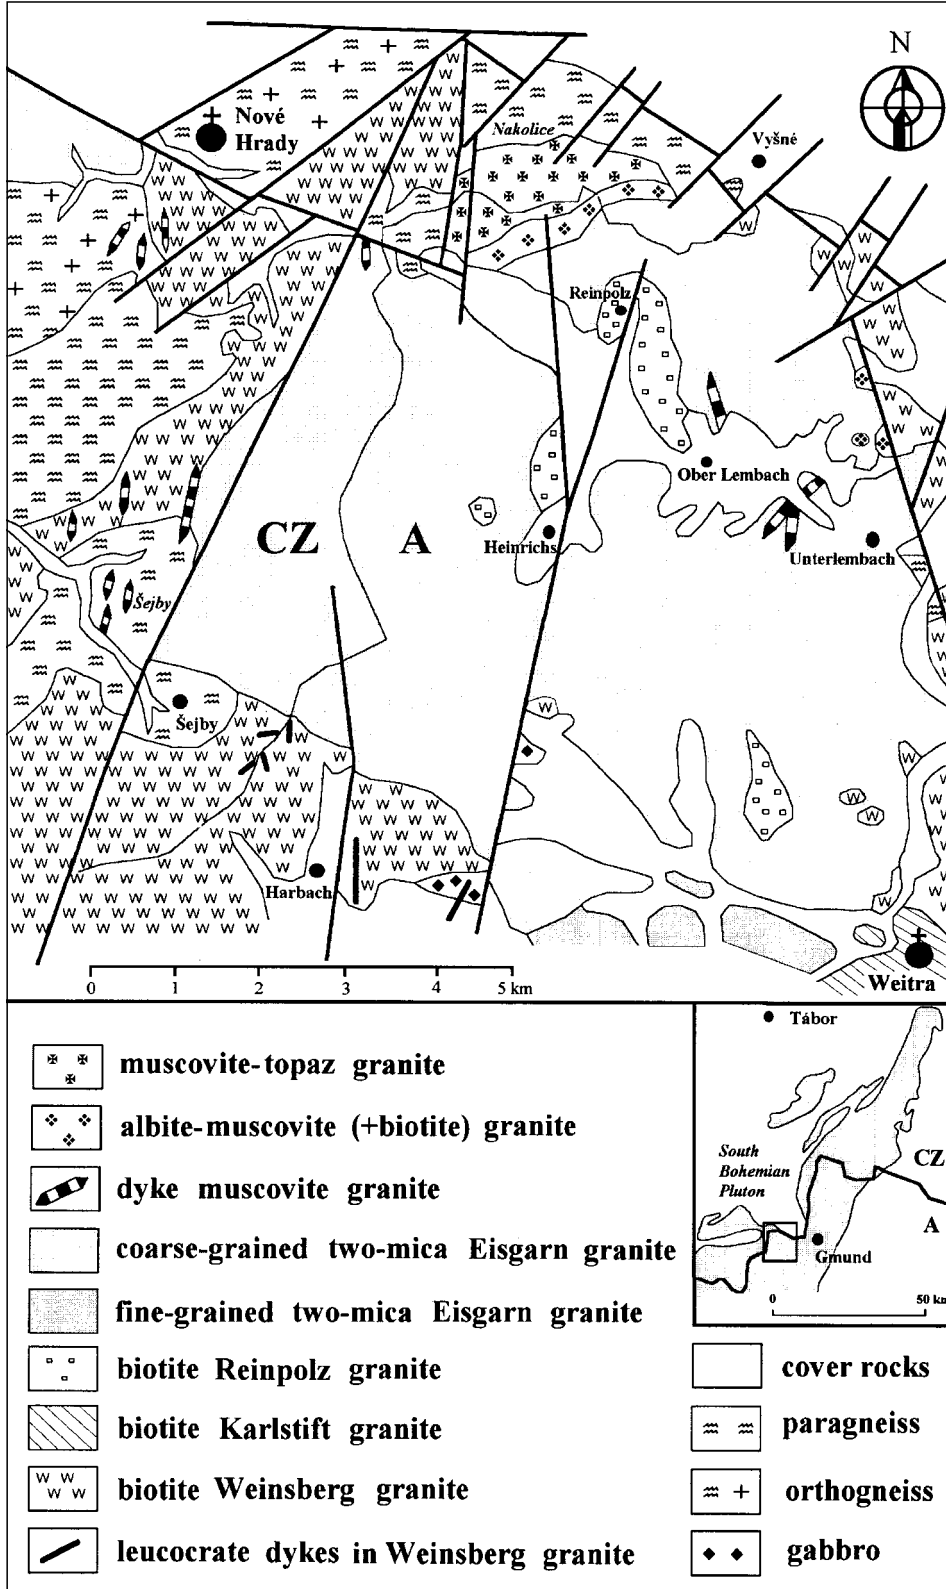 N
Nové
Hrady
Nakolice
Vyšné
Reinpolz
Ober Lembach
CZ
A
Heinrichs
Unterlembach
Šejby
Šejby
Harbach
Weitra
0 1 2 3 4 5 km
muscovite-topaz granite
albite-muscovite (+biotite) granite
dyke muscovite granite
coarse-grained two-mica Eisgarn granite
fine-grained two-mica Eisgarn granite
biotite Reinpolz granite
biotite Karlstift granite
biotite Weinsberg granite
leucocrate dykes in Weinsberg granite
Tábor
South
Bohemian
Pluton
CZ
A
Gmund
0 50 km
cover rocks
paragneiss
orthogneiss
gabbro